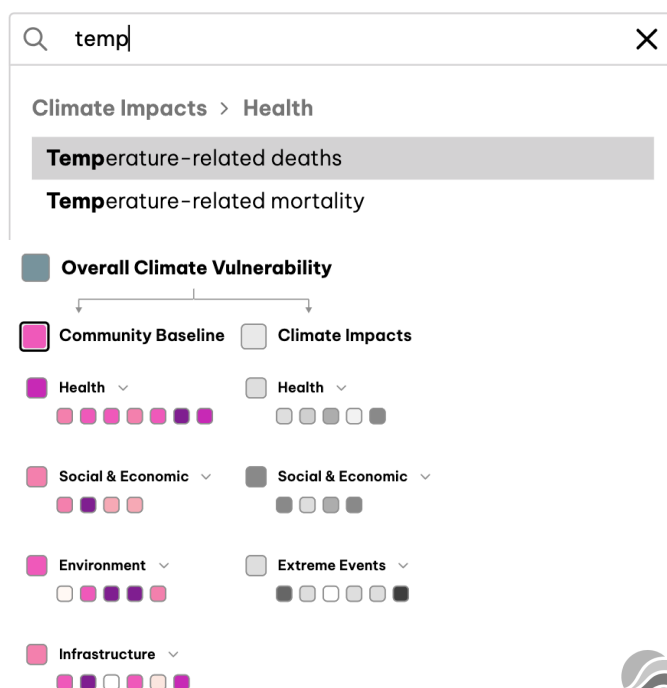 temp
Climate Impacts > Health
Temperature-related deaths
Temperature-related mortality
Overall Climate Vulnerability
Community Baseline Climate Impacts
Health Health
Social & Economic Social & Economic
Environment Extreme Events
Infrastructure